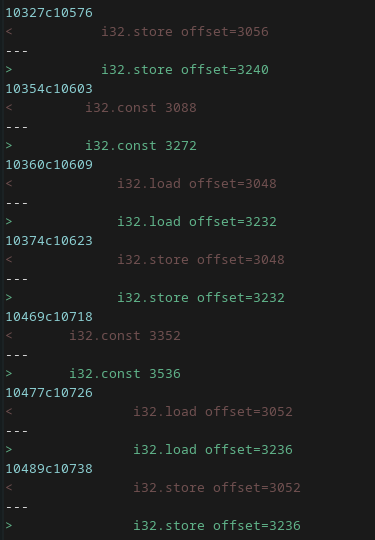 10327c10576
<           i32.store offset=3056
---
>           i32.store offset=3240
10354c10603
<         i32.const 3088
---
>         i32.const 3272
10360c10609
<             i32.load offset=3048
---
>             i32.load offset=3232
10374c10623
<             i32.store offset=3048
---
>             i32.store offset=3232
10469c10718
<       i32.const 3352
---
>       i32.const 3536
10477c10726
<               i32.load offset=3052
---
>               i32.load offset=3236
10489c10738
<               i32.store offset=3052
---
>               i32.store offset=3236